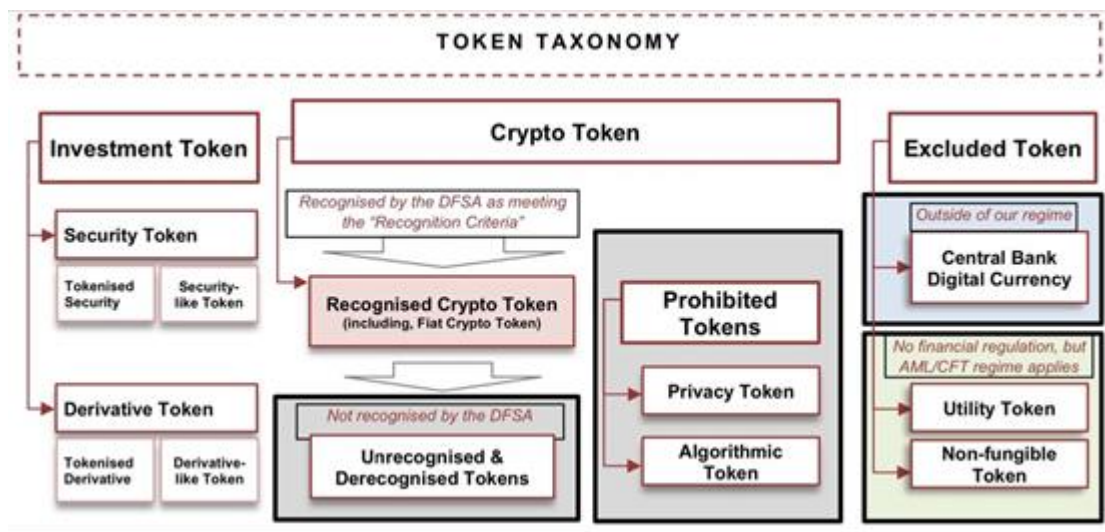 TOKEN TAXONOMY
Investment Token
Security Token
Tokenised
Security
Security-
like Token
Derivative Token
Tokenised
Derivative
Derivative-
like Token
Crypto Token
Recognised by the DFSA as meeting
the "Recognition Criteria"
Recognised Crypto Token
(including, Fiat Crypto Token)
Not recognised by the DFSA
Unrecognised &
Derecognised Tokens
Prohibited
Tokens
Privacy Token
Algorithmic
Token
Excluded Token
Outside of our regime
Central Bank
Digital Currency
No financial regulation, but
AML/CFT regime applies
Utility Token
Non-fungible
Token